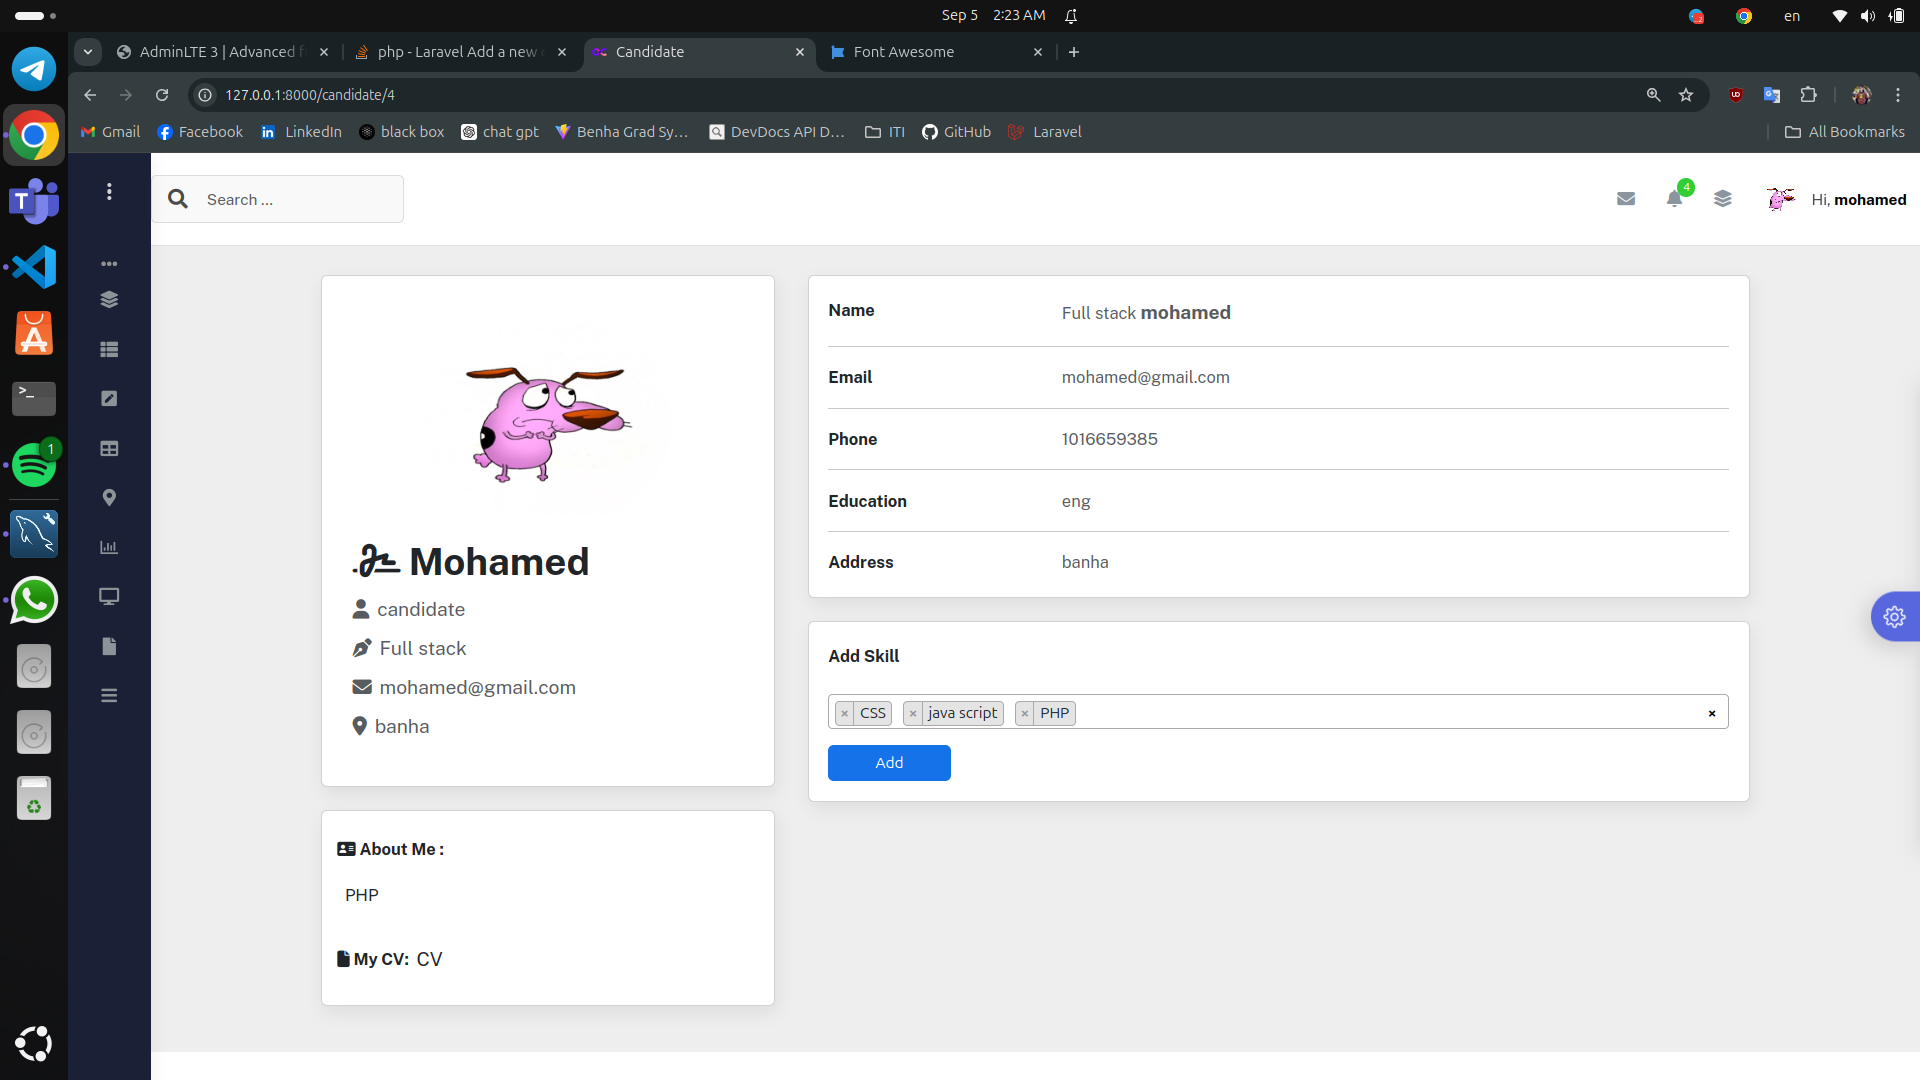 Sep 5 2:23 AM
en
AdminLTE 3 | Advanced f
php - Laravel Add a new
Candidate
Font Awesome
127.0.0.1:8000/candidate/4
Gmail
Facebook
LinkedIn
black box
chat gpt
Benha Grad Sy...
DevDocs API D...
ITI
GitHub
Laravel
All Bookmarks
Search ...
4
Hi, mohamed
1
Name
Full stack mohamed
Email
mohamed@gmail.com
Phone
1016659385
Education
eng
Address
banha
Mohamed
candidate
Full stack
mohamed@gmail.com
banha
Add Skill
× CSS × java script × PHP ×
Add
About Me :
PHP
My CV: CV